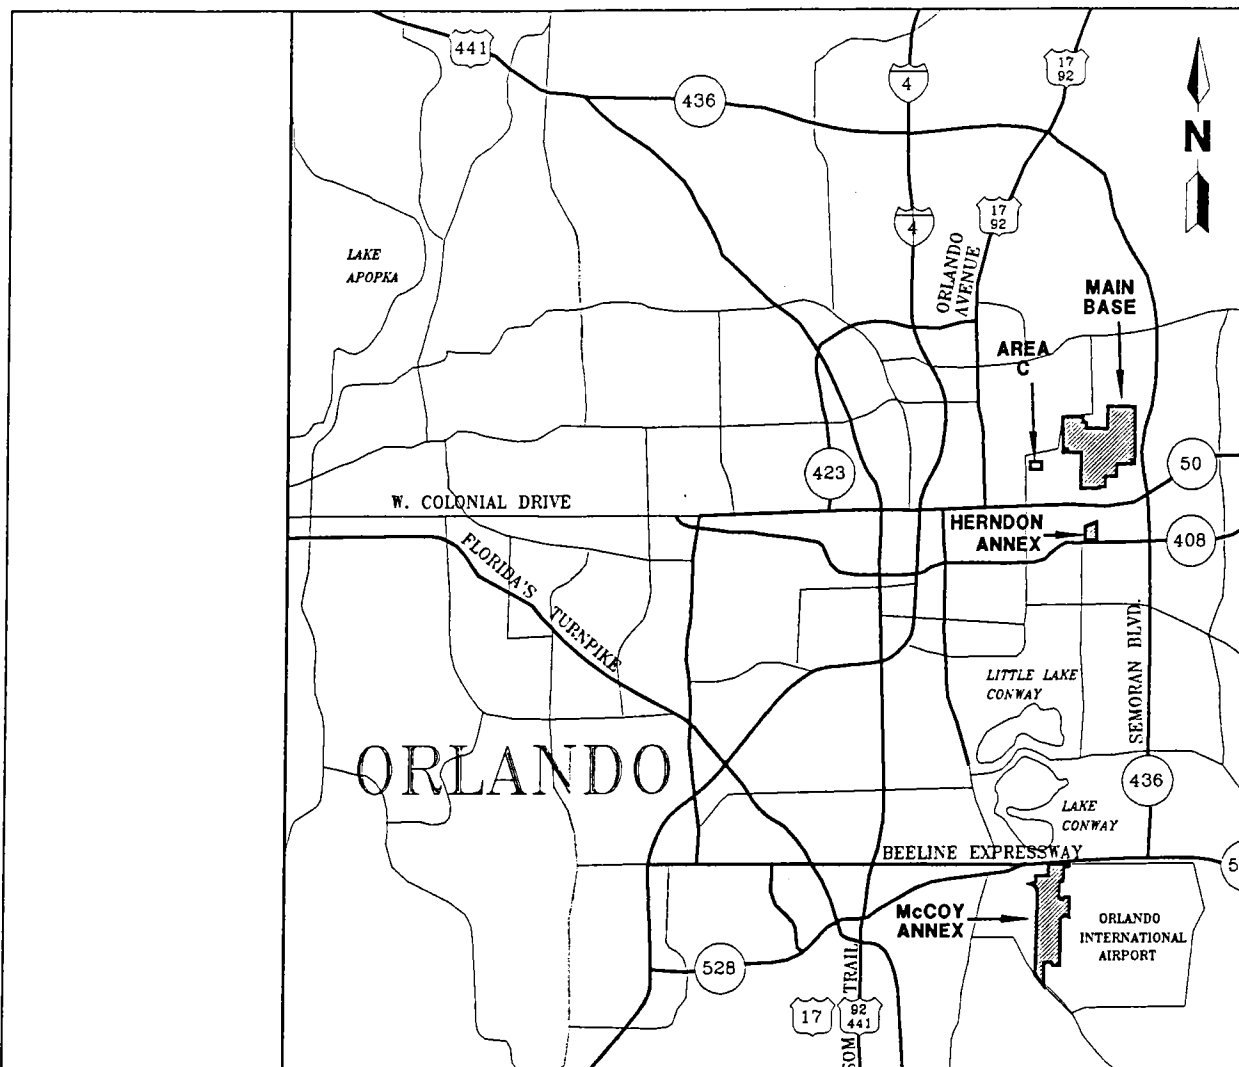 441
436
4
17
92
N
4
17
92
ORLANDO
AVENUE
LAKE
APOPKA
MAIN
BASE
AREA
C
423
50
W. COLONIAL DRIVE
HERNDON
ANNEX
408
FLORIDA'S TURNPIKE
SEMORAN BLVD.
LITTLE LAKE
CONWAY
ORLANDO
436
LAKE
CONWAY
BEELINE EXPRESSWAY
5
McCOY
ANNEX
ORLANDO
INTERNATIONAL
AIRPORT
528
TRAIL
17
92
441
SOM